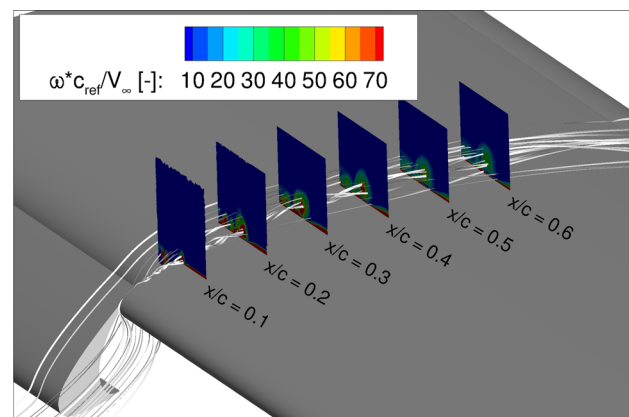 ω*c_ref/V_∞ [-]: 10 20 30 40 50 60 70
x/c = 0.1
x/c = 0.2
x/c = 0.3
x/c = 0.4
x/c = 0.5
x/c = 0.6